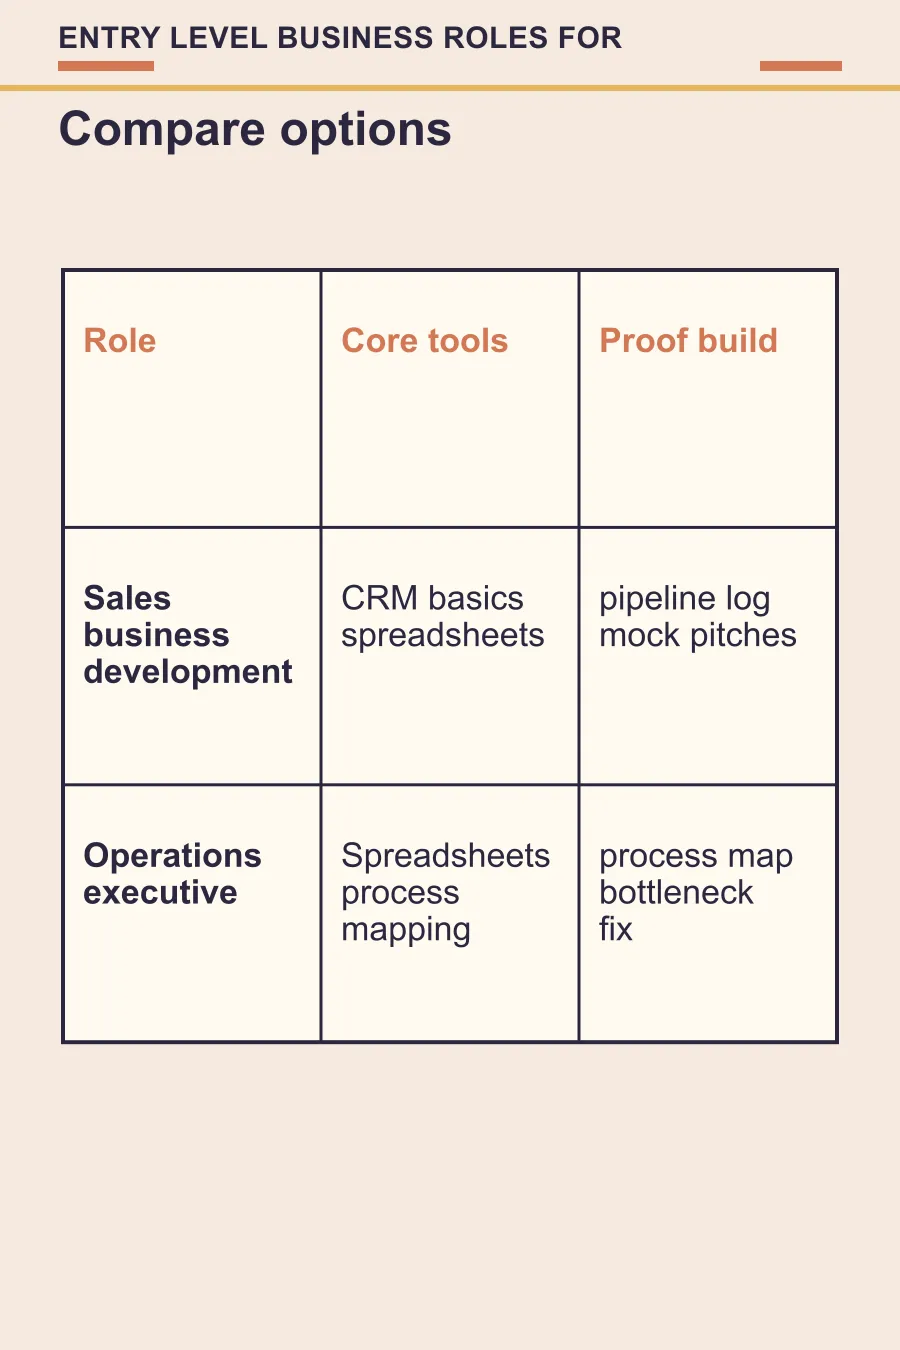 ENTRY LEVEL BUSINESS ROLES FOR
Compare options
Role
Core tools
Proof build
Sales
business
development
CRM basics
spreadsheets
pipeline log
mock pitches
Operations
executive
Spreadsheets
process
mapping
process map
bottleneck
fix